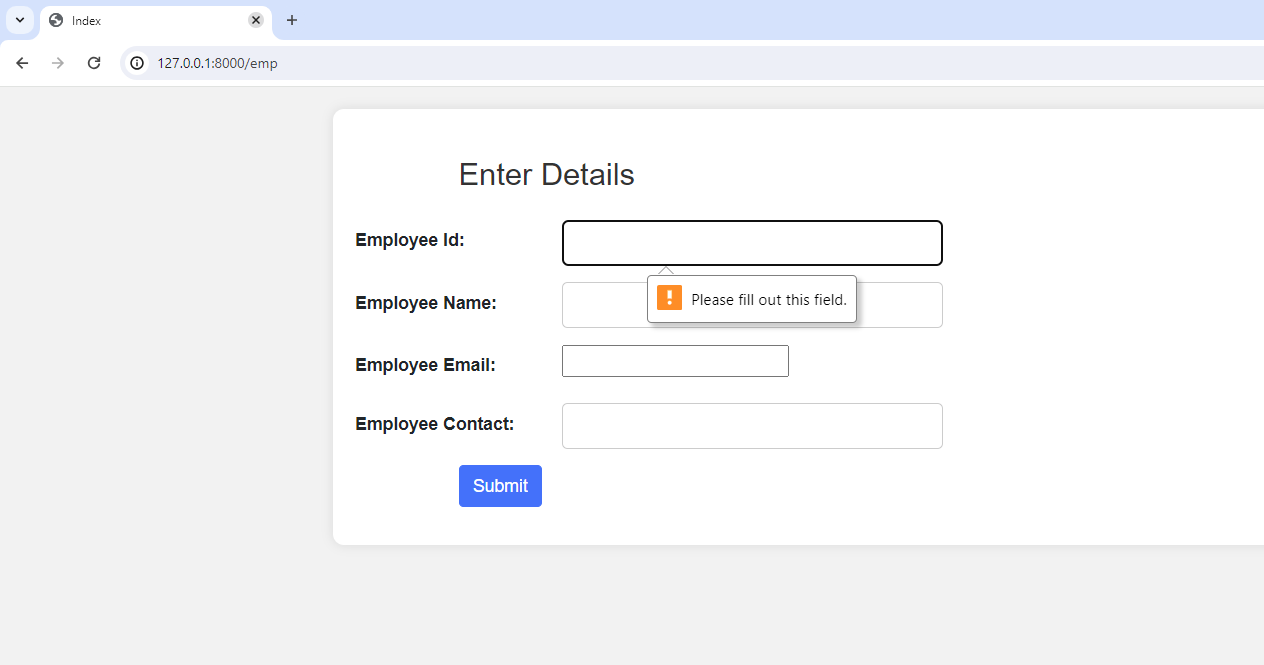 Index
127.0.0.1:8000/emp
Enter Details
Employee Id:
Please fill out this field.
Employee Name:
Employee Email:
Employee Contact:
Submit